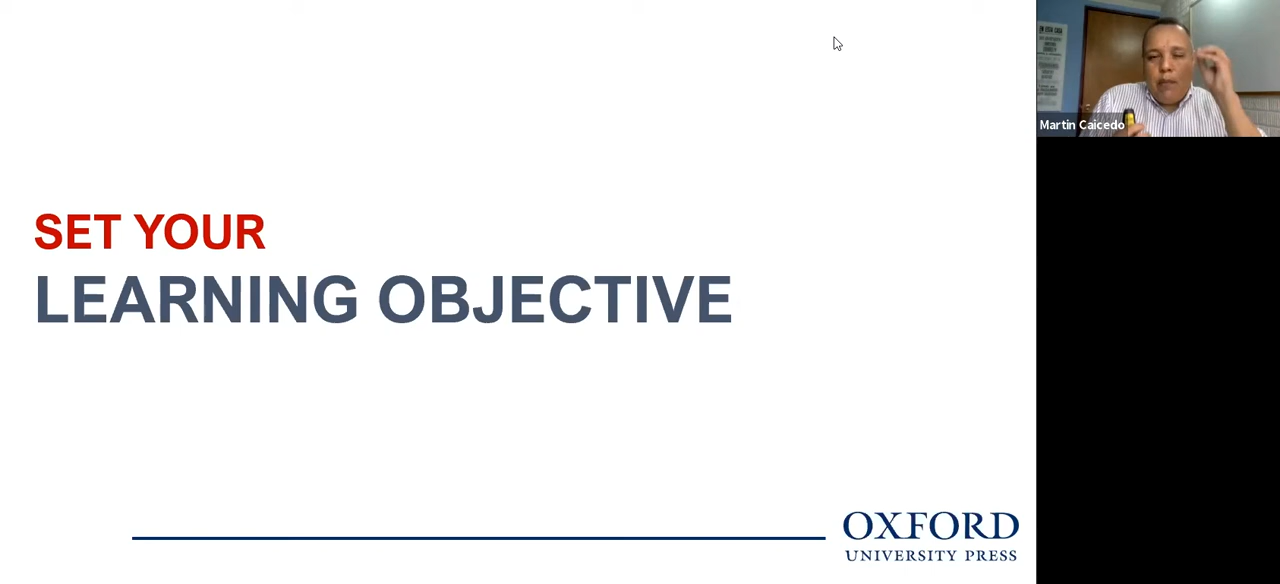 SET YOUR
LEARNING OBJECTIVE
OXFORD
UNIVERSITY PRESS
Martin Caicedo